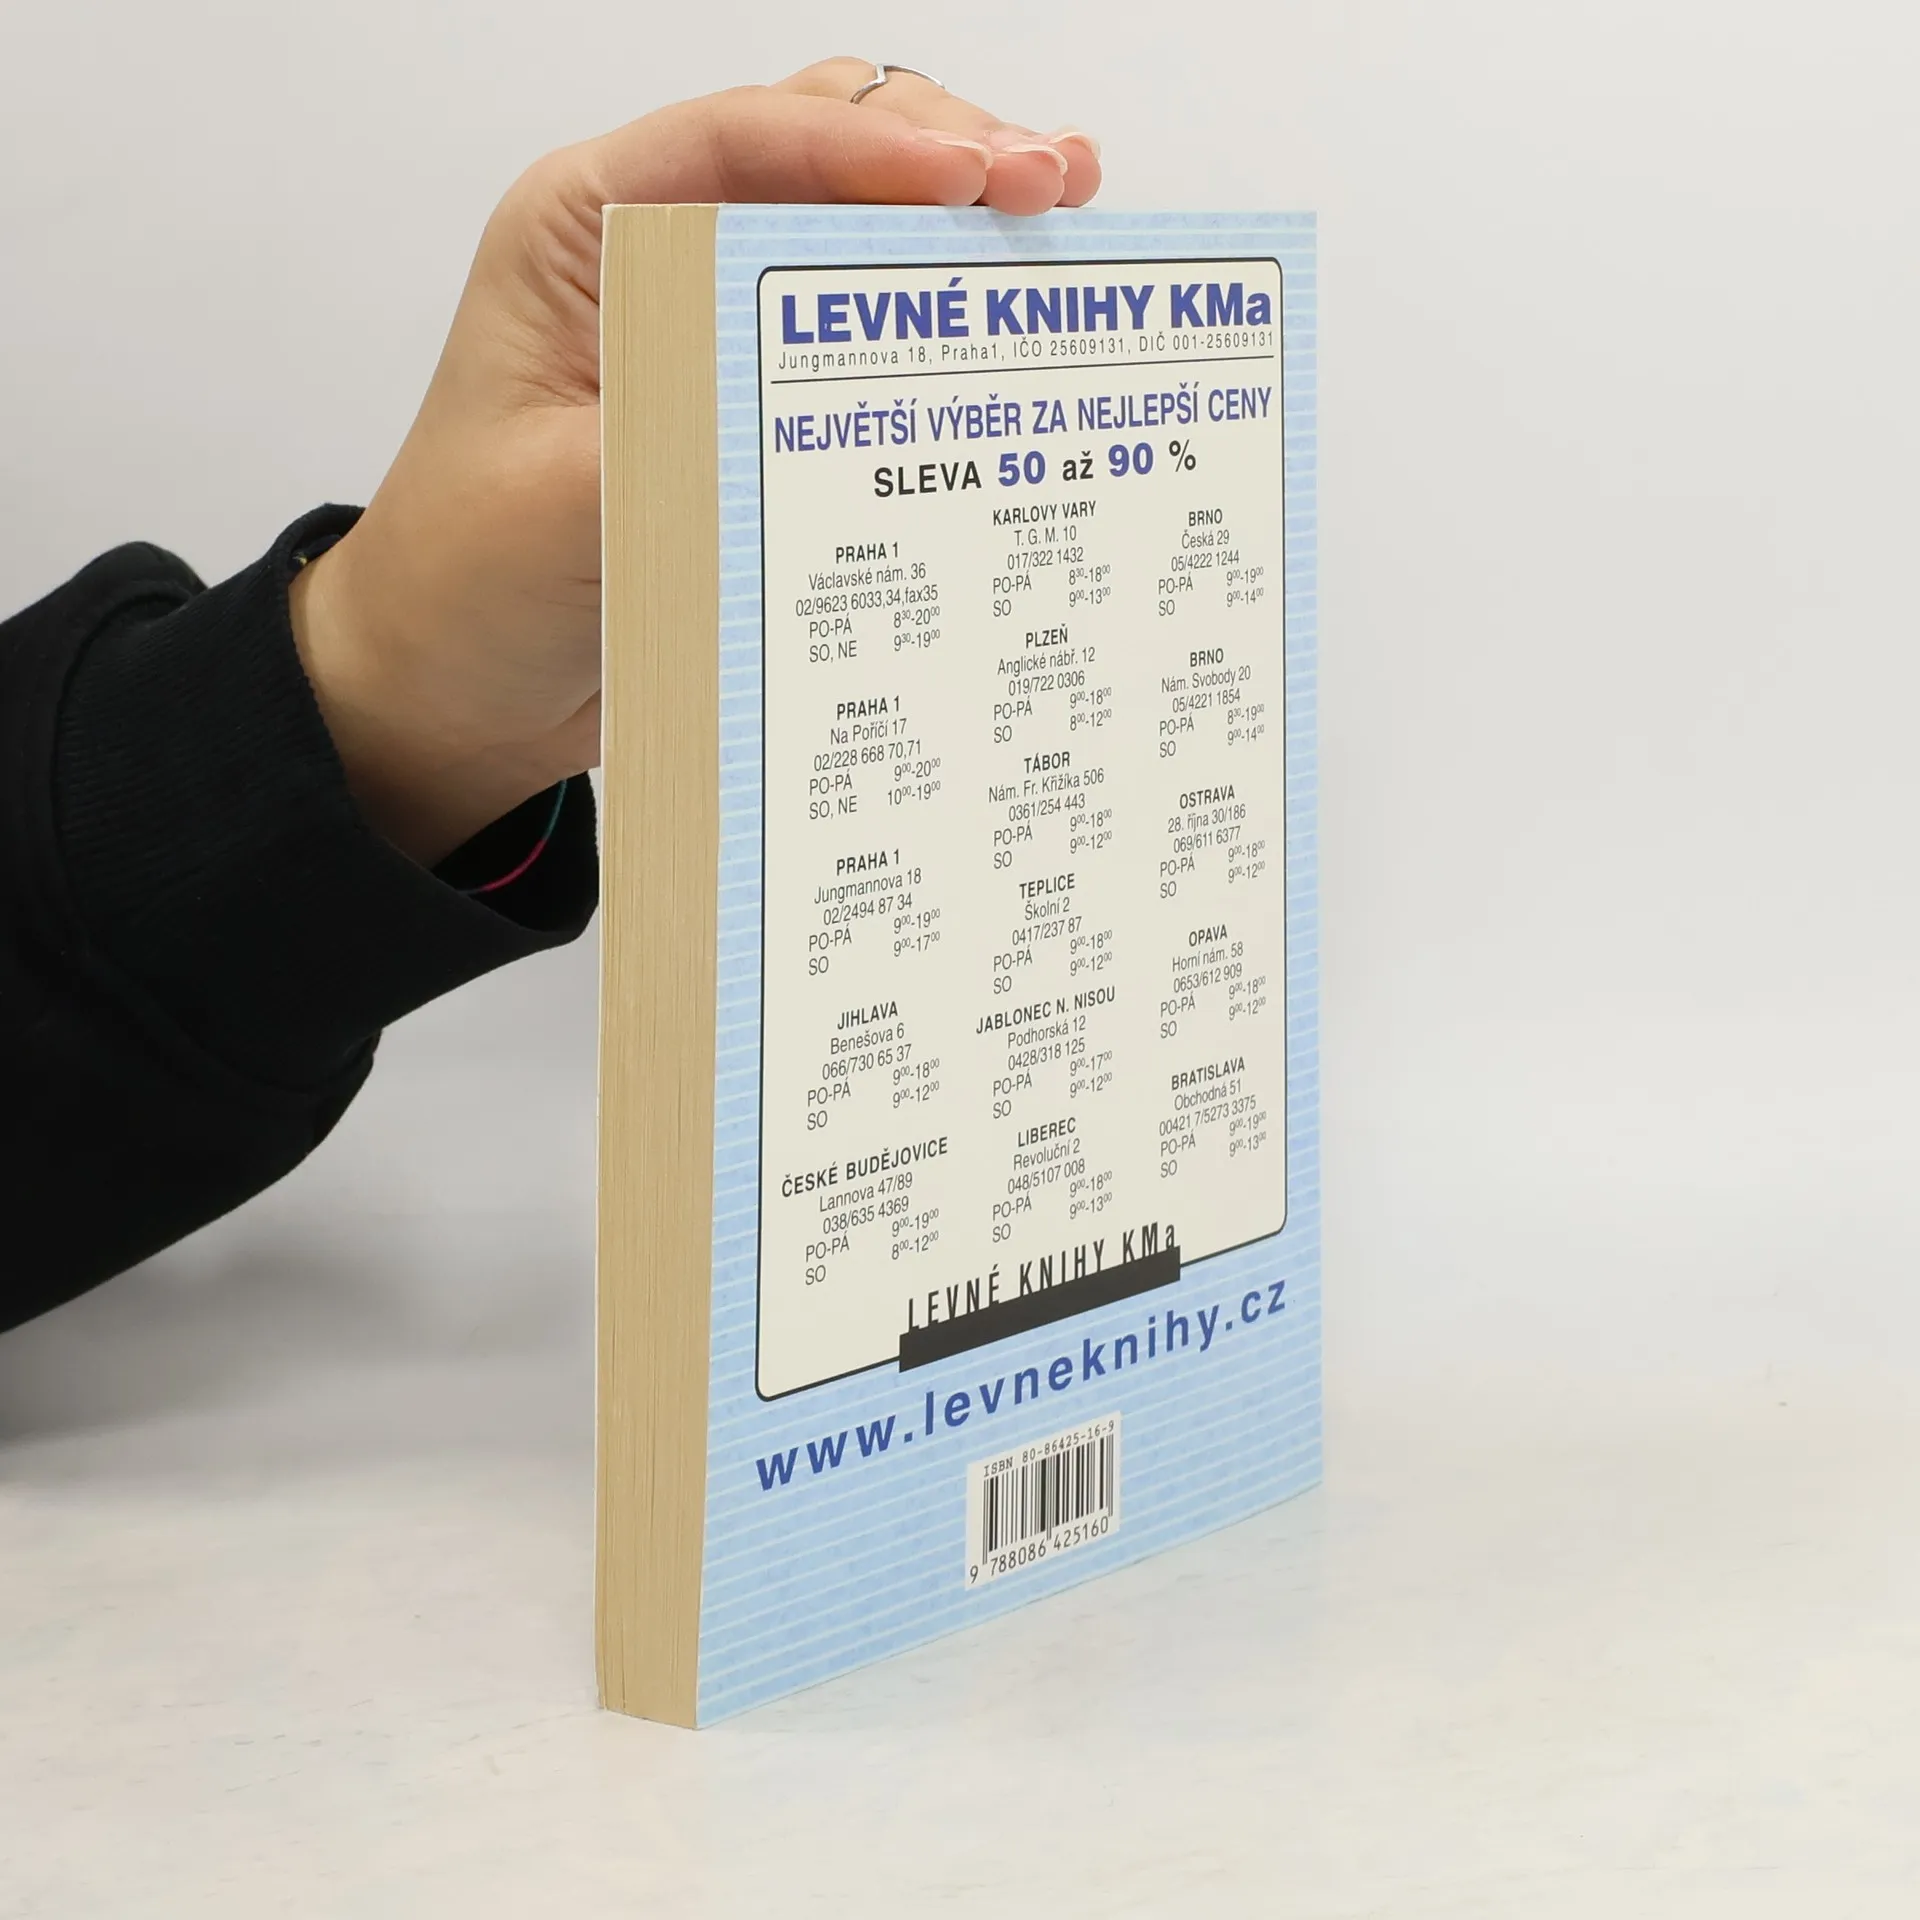 LEVNÉ KNIHY KMa
Jungmannova 18, Praha1, IČO 25609131, DIČ 001-25609131
NEJVĚTŠÍ VÝBĚR ZA NEJLEPŠÍ CENY
SLEVA 50 až 90 %
PRAHA 1
Václavské nám. 36
02/9623 6033,34,fax35
PO-PÁ 8³⁰-20⁰⁰
SO, NE 9³⁰-19⁰⁰
PRAHA 1
Na Poříčí 17
02/228 668 70,71
PO-PÁ 9⁰⁰-20⁰⁰
SO, NE 10⁰⁰-19⁰⁰
PRAHA 1
Jungmannova 18
02/2494 87 34
PO-PÁ 9⁰⁰-19⁰⁰
SO 9⁰⁰-17⁰⁰
JIHLAVA
Benešova 6
066/730 65 37
PO-PÁ 9⁰⁰-18⁰⁰
SO 9⁰⁰-12⁰⁰
ČESKÉ BUDĚJOVICE
Lannova 47/89
038/635 4369
PO-PÁ 9⁰⁰-19⁰⁰
SO 8⁰⁰-12⁰⁰
KARLOVY VARY
T. G. M. 10
017/322 1432
PO-PÁ 8³⁰-18⁰⁰
SO 9⁰⁰-13⁰⁰
PLZEŇ
Anglické nábř. 12
019/722 0306
PO-PÁ 9⁰⁰-18⁰⁰
SO 8⁰⁰-12⁰⁰
TÁBOR
Nám. Fr. Křižíka 506
0361/254 443
PO-PÁ 9⁰⁰-18⁰⁰
SO 9⁰⁰-12⁰⁰
TEPLICE
Školní 2
0417/237 87
PO-PÁ 9⁰⁰-18⁰⁰
SO 9⁰⁰-12⁰⁰
JABLONEC N. NISOU
Podhorská 12
0428/318 125
PO-PÁ 9⁰⁰-17⁰⁰
SO 9⁰⁰-12⁰⁰
LIBEREC
Revoluční 2
048/5107 008
PO-PÁ 9⁰⁰-18⁰⁰
SO 9⁰⁰-13⁰⁰
BRNO
Česká 29
05/4222 1244
PO-PÁ 9⁰⁰-19⁰⁰
SO 9⁰⁰-14⁰⁰
BRNO
Nám. Svobody 20
05/4221 1854
PO-PÁ 8³⁰-19⁰⁰
SO 9⁰⁰-14⁰⁰
OSTRAVA
28. října 30/186
069/611 6377
PO-PÁ 9⁰⁰-18⁰⁰
SO 9⁰⁰-12⁰⁰
OPAVA
Horní nám. 58
0653/612 909
PO-PÁ 9⁰⁰-18⁰⁰
SO 9⁰⁰-12⁰⁰
BRATISLAVA
Obchodná 51
00421 7/5273 3375
PO-PÁ 9⁰⁰-19⁰⁰
SO 9⁰⁰-13⁰⁰
LEVNÉ KNIHY KMa
www.levneknihy.cz
ISBN 80-86425-16-9
9 788086 425160